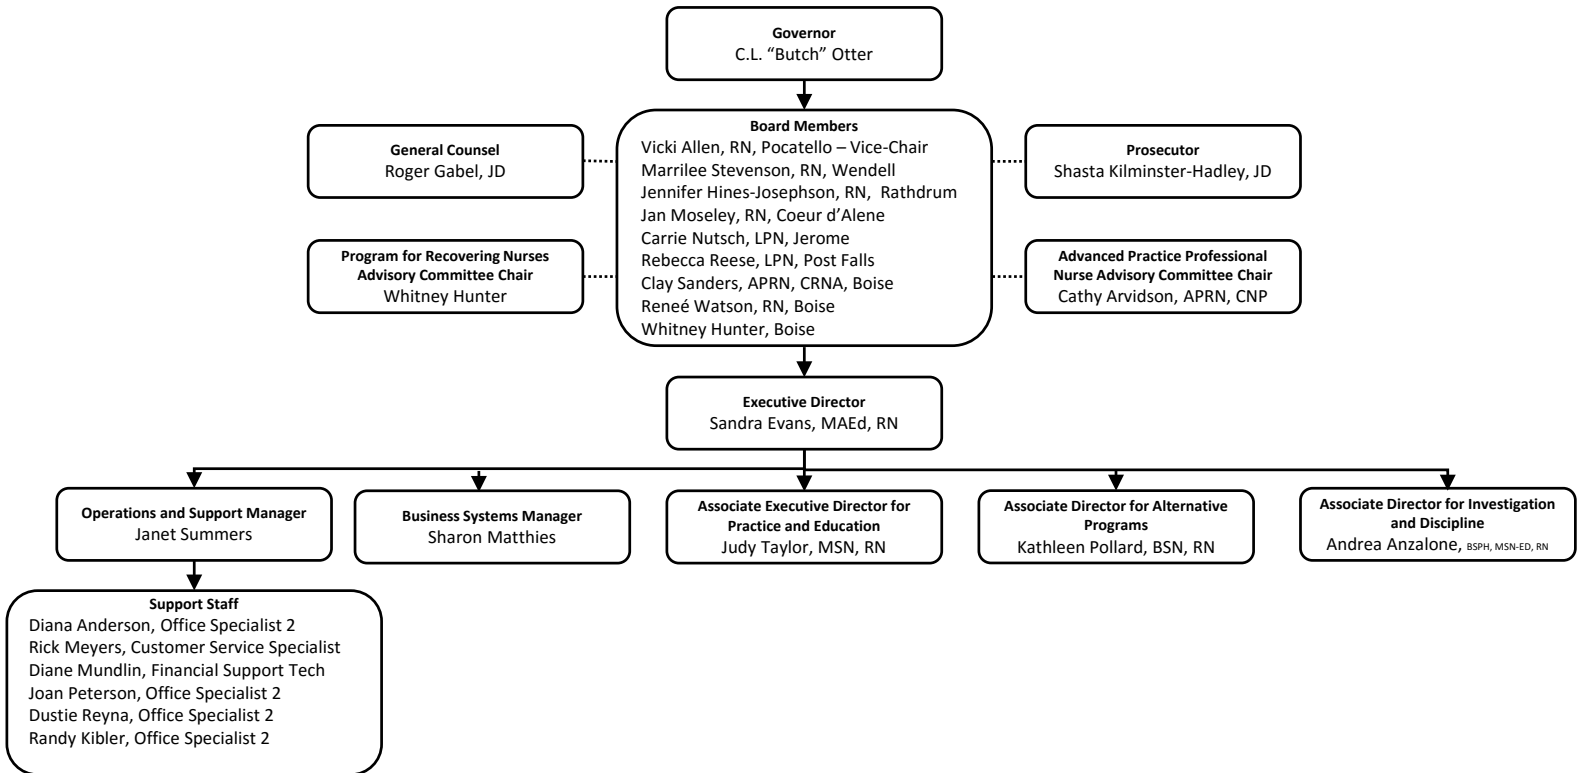 Governor
C.L. “Butch” Otter
General Counsel
Roger Gabel, JD
Board Members
Vicki Allen, RN, Pocatello – Vice-Chair
Marrilee Stevenson, RN, Wendell
Jennifer Hines-Josephson, RN,  Rathdrum
Jan Moseley, RN, Coeur d’Alene
Carrie Nutsch, LPN, Jerome
Rebecca Reese, LPN, Post Falls
Clay Sanders, APRN, CRNA, Boise
Reneé Watson, RN, Boise
Whitney Hunter, Boise
Prosecutor
Shasta Kilminster-Hadley, JD
Program for Recovering Nurses
Advisory Committee Chair
Whitney Hunter
Advanced Practice Professional
Nurse Advisory Committee Chair
Cathy Arvidson, APRN, CNP
Executive Director
Sandra Evans, MAEd, RN
Operations and Support Manager
Janet Summers
Business Systems Manager
Sharon Matthies
Associate Executive Director for
Practice and Education
Judy Taylor, MSN, RN
Associate Director for Alternative
Programs
Kathleen Pollard, BSN, RN
Associate Director for Investigation
and Discipline
Andrea Anzalone, BSPH, MSN-ED, RN
Support Staff
Diana Anderson, Office Specialist 2
Rick Meyers, Customer Service Specialist
Diane Mundlin, Financial Support Tech
Joan Peterson, Office Specialist 2
Dustie Reyna, Office Specialist 2
Randy Kibler, Office Specialist 2